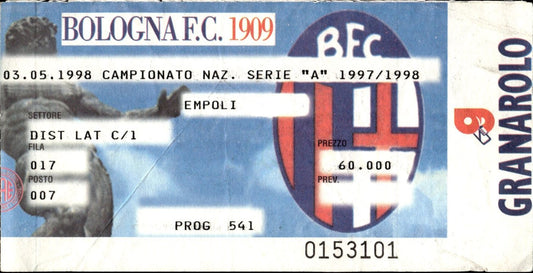 BOLOGNA F.C. 1909
BFC
03.05.1998 CAMPIONATO NAZ. SERIE "A" 1997/1998
EMPOLI
SETTORE
DIST LAT C/1
FILA
017
POSTO
007
PREZZO
60.000
PREV.
PROG 541
0153101
GRANAROLO